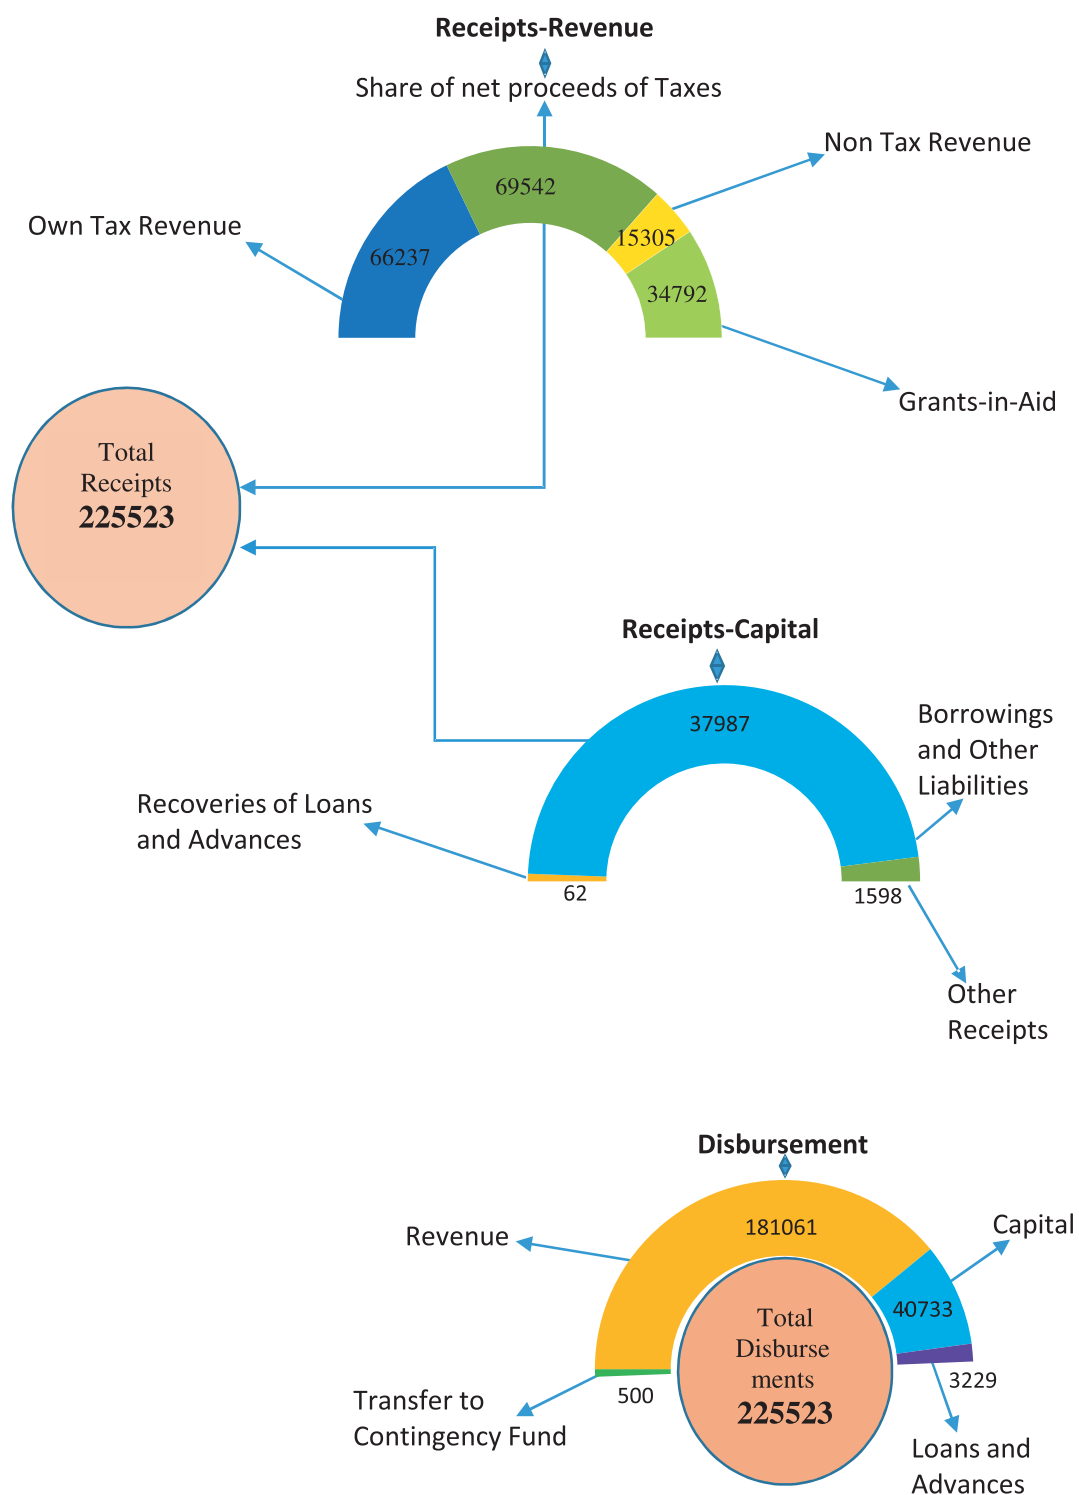 Receipts-Revenue
Share of net proceeds of Taxes
Non Tax Revenue
69542
Own Tax Revenue
15305
66237
34792
Grants-in-Aid
Total
Receipts
225523
Receipts-Capital
37987
Borrowings
and Other
Liabilities
Recoveries of Loans
and Advances
62
1598
Other
Receipts
Disbursement
181061
Capital
Revenue
40733
Total
Disburse
ments
225523
3229
500
Transfer to
Contingency Fund
Loans and
Advances